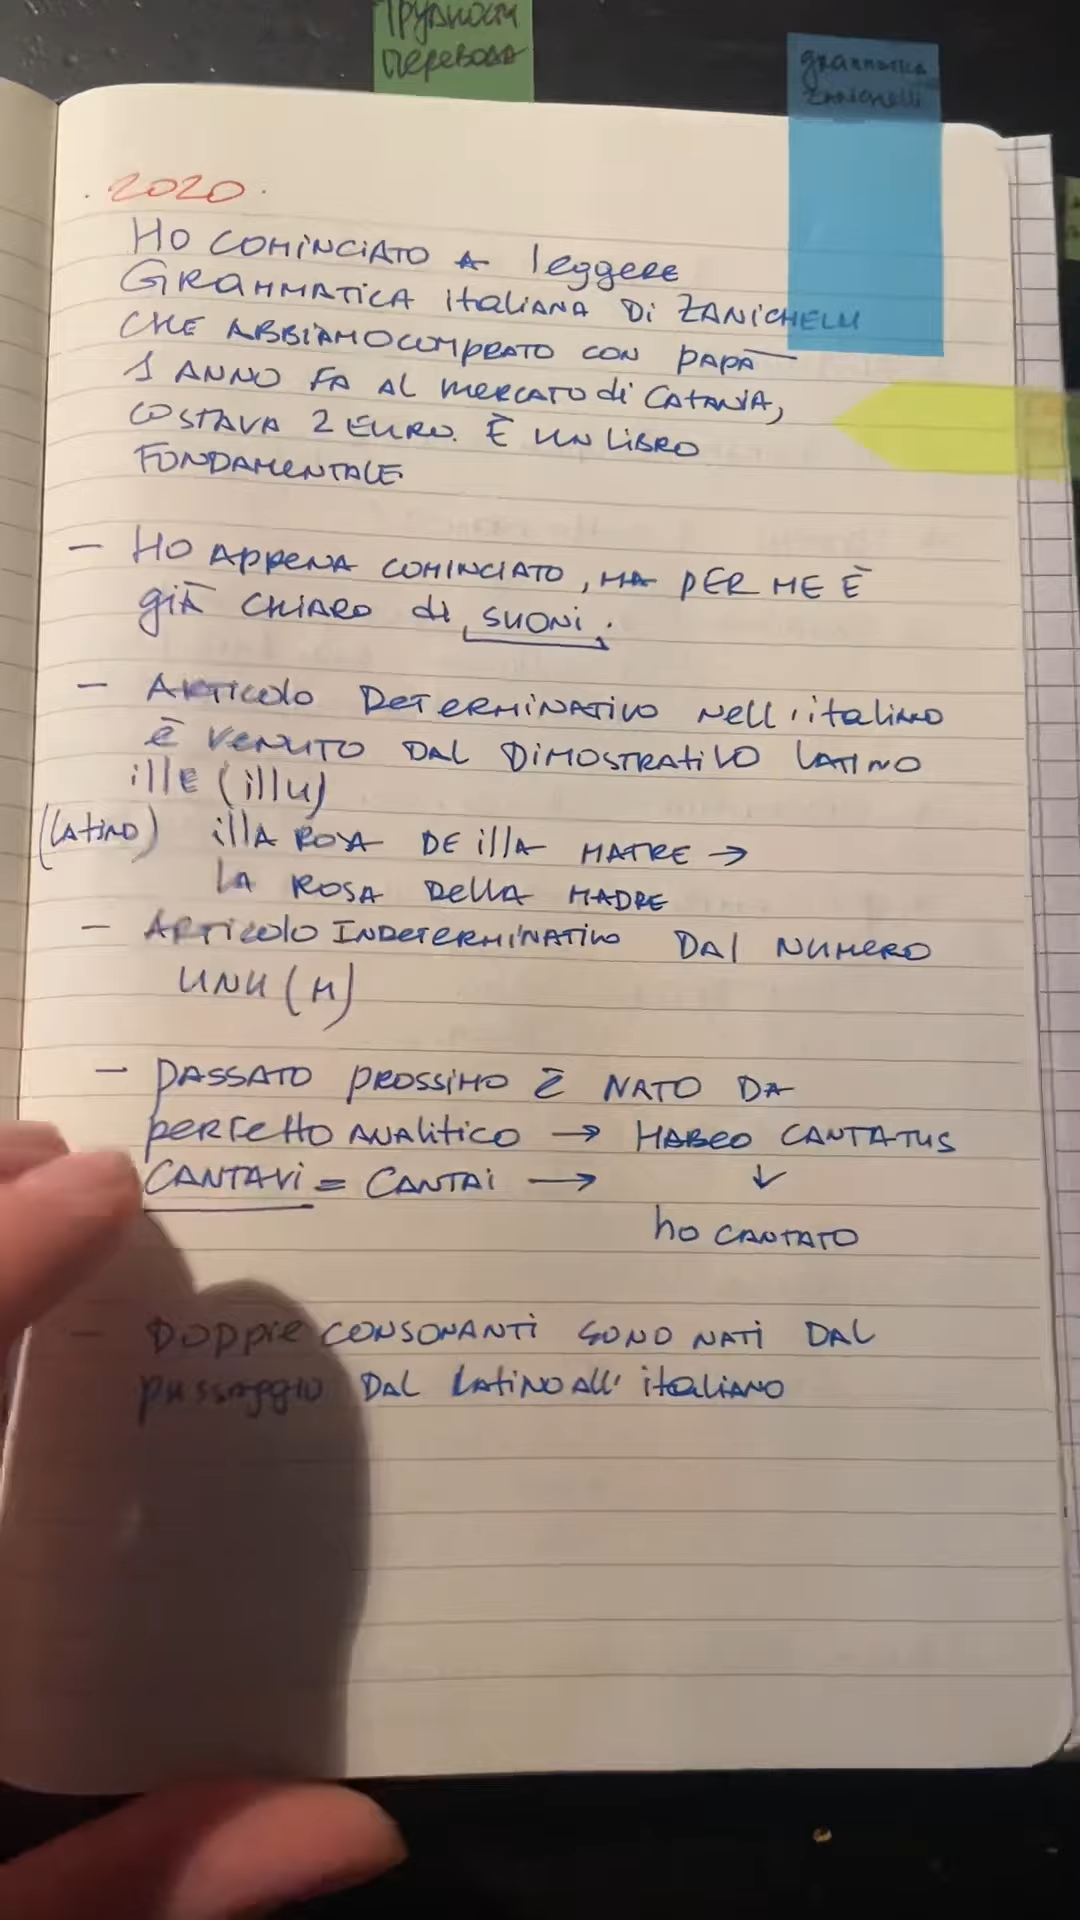 Трудности
перевода
grammatica
Zanichelli
. 2020 .
HO COMiNCiATO A leggere
GRAMMATICA italiana Di ZANiCHELLI
CHE ABBiAMO COMPRATO CON PAPÀ
1 ANNO FA AL MERCATO di CATANiA,
COSTAVA 2 EURO. È UN LiBRO
FONDAMENTALE.
– HO APPENA COMINCIATO, MA PER ME È
già CHIARO di SUONi.
– ARTicolo DETERMINATIVO Nell'italiano
È VENUTO DAL DiMOSTRATIVO LATINO
illE (illu)
(LAtiNO) illA ROSA DE illA MATRE →
LA ROSA DEllA MADRE
– ARTicolo INDETERMiNATIVO DAl NUMERO
UNU (M)
– PASSATO PROSSIMO È NATO DA
PERFEtto ANALitico → HABEO CANTATUS
CANTAVi = CANTAi → ↓
ho CANTATO
– DOPPiE CONSONANTi SONO NATi DAL
passaggio DAL LATiNO All' italiano